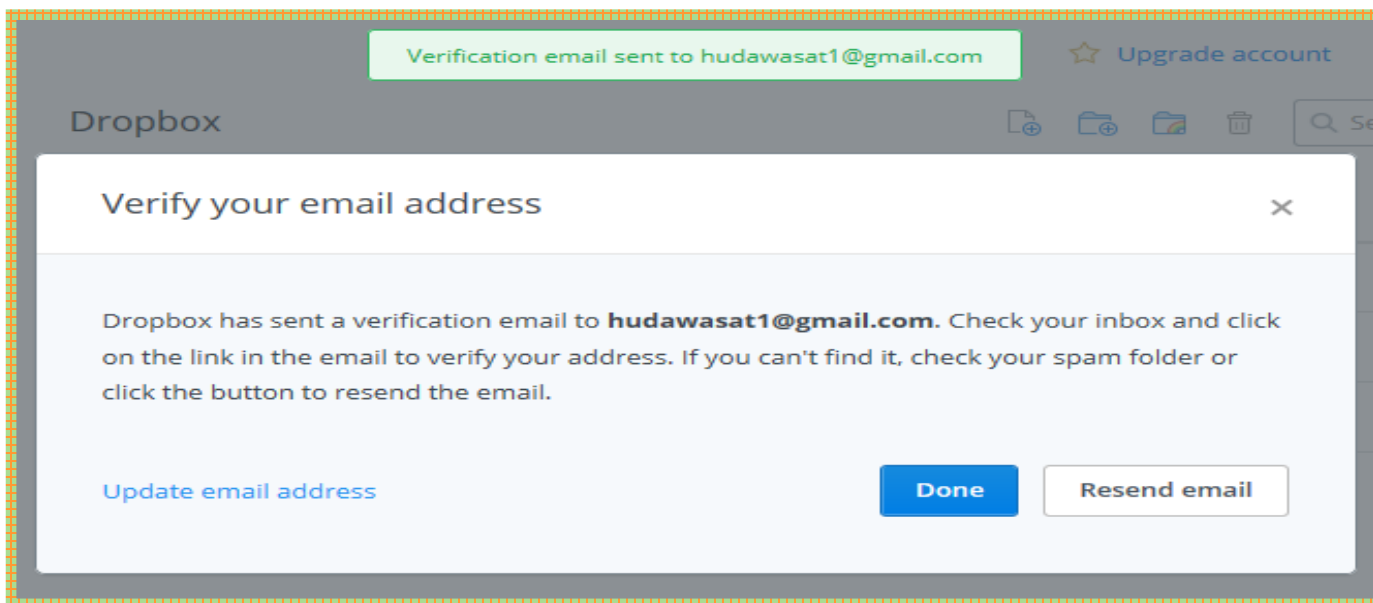 Verification email sent to hudawasat1@gmail.com
Upgrade account
Dropbox
Verify your email address
Dropbox has sent a verification email to hudawasat1@gmail.com. Check your inbox and click
on the link in the email to verify your address. If you can't find it, check your spam folder or
click the button to resend the email.
Update email address
Done
Resend email